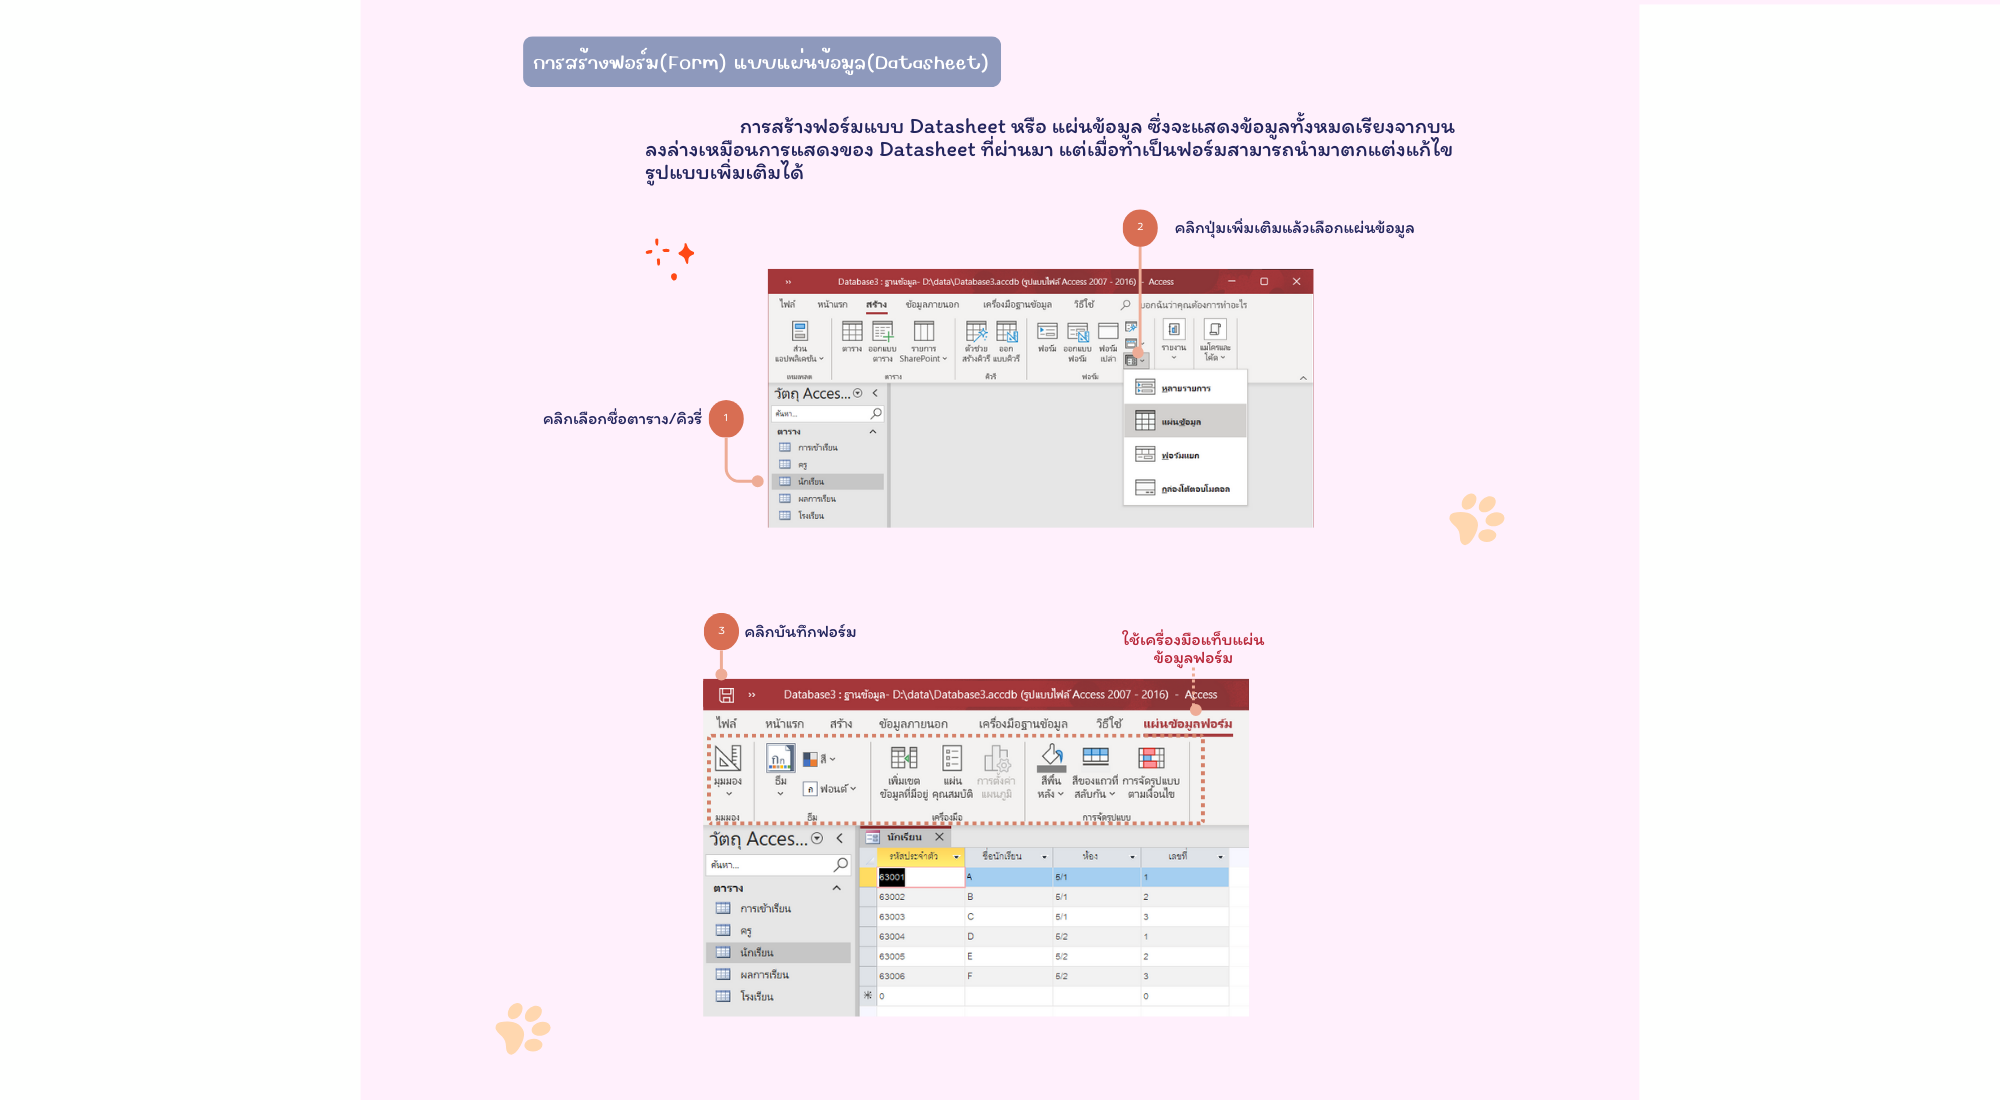 การสร้างฟอร์ม(Form) แบบแผ่นข้อมูล(Datasheet)
การสร้างฟอร์มแบบ Datasheet หรือ แผ่นข้อมูล ซึ่งจะแสดงข้อมูลทั้งหมดเรียงจากบน
ลงล่างเหมือนการแสดงของ Datasheet ที่ผ่านมา แต่เมื่อทำเป็นฟอร์มสามารถนำมาตกแต่งแก้ไข
รูปแบบเพิ่มเติมได้
2 คลิกปุ่มเพิ่มเติมแล้วเลือกแผ่นข้อมูล
Database3 : ฐานข้อมูล- D:\data\Database3.accdb (รูปแบบไฟล์ Access 2007 - 2016) - Access
ไฟล์ หน้าแรก สร้าง ข้อมูลภายนอก เครื่องมือฐานข้อมูล วิธีใช้ บอกฉันว่าคุณต้องการทำอะไร
ส่วน ตาราง ออกแบบ รายการ ตัวช่วย ออก ฟอร์ม ออกแบบ ฟอร์ม รายงาน แมโครและ
แอปพลิเคชัน ตาราง SharePoint สร้างคิวรี แบบคิวรี ฟอร์ม เปล่า โค้ด
เทมเพลต ตาราง คิวรี ฟอร์ม
วัตถุ Acces...
ค้นหา...
ตาราง
การเข้าเรียน
ครู
นักเรียน
ผลการเรียน
โรงเรียน
หลายรายการ
แผ่นข้อมูล
ฟอร์มแยก
กล่องโต้ตอบโมดอล
คลิกเลือกชื่อตาราง/คิวรี่ 1
3 คลิกบันทึกฟอร์ม
ใช้เครื่องมือแท็บแผ่น
ข้อมูลฟอร์ม
Database3 : ฐานข้อมูล- D:\data\Database3.accdb (รูปแบบไฟล์ Access 2007 - 2016) - Access
ไฟล์ หน้าแรก สร้าง ข้อมูลภายนอก เครื่องมือฐานข้อมูล วิธีใช้ แผ่นข้อมูลฟอร์ม
สี
มุมมอง ธีม ฟอนต์ เพิ่มเขต แผ่น การตั้งค่า สีพื้น สีของแถวที่ การจัดรูปแบบ
ข้อมูลที่มีอยู่ คุณสมบัติ แผนภูมิ หลัง สลับกัน ตามเงื่อนไข
มุมมอง ธีม เครื่องมือ การจัดรูปแบบ
วัตถุ Acces...
ค้นหา...
ตาราง
การเข้าเรียน
ครู
นักเรียน
ผลการเรียน
โรงเรียน
นักเรียน
รหัสประจำตัว ชื่อนักเรียน ห้อง เลขที่
63001 A 5/1 1
63002 B 5/1 2
63003 C 5/1 3
63004 D 5/2 1
63005 E 5/2 2
63006 F 5/2 3
0 0